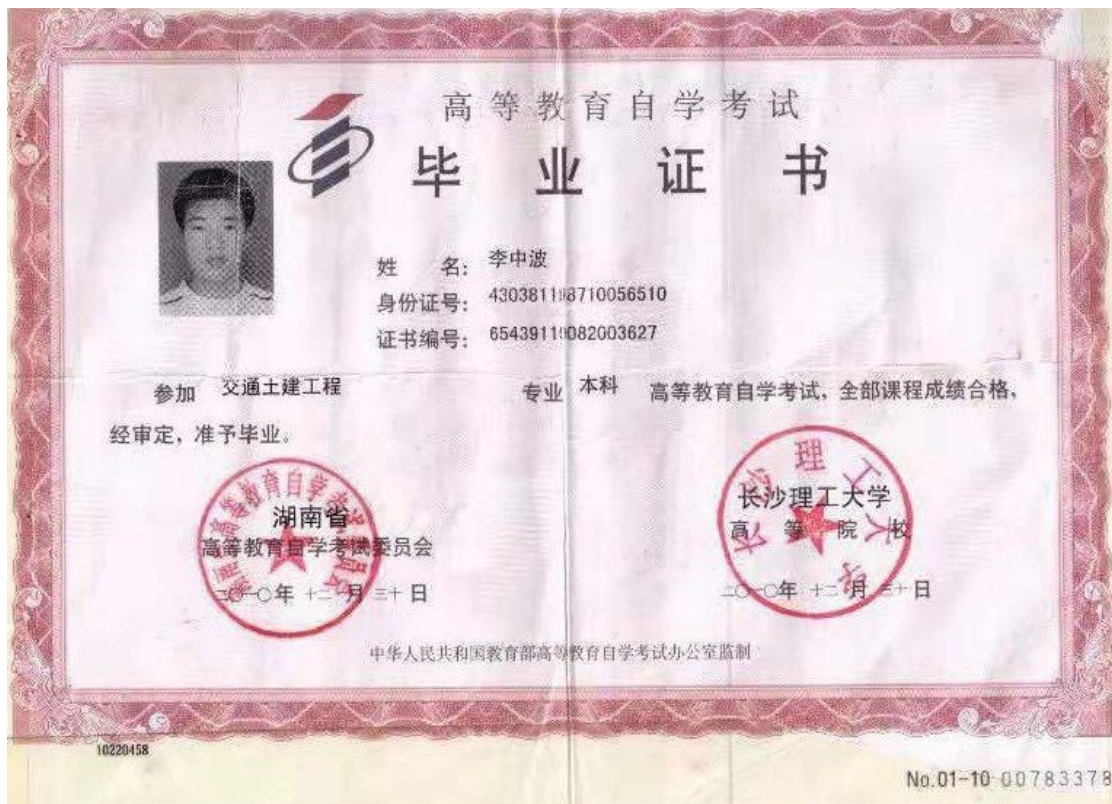 高等教育自学考试
毕业证书
姓名：李中波
身份证号：430381198710056510
证书编号：65439110082003627
参加 交通土建工程 专业 本科 高等教育自学考试，全部课程成绩合格，
经审定，准予毕业。
湖南省
高等教育自学考试委员会
二〇一〇年 十二月 三十日
长沙理工大学
高等院校
二〇一〇年 十二月 三十日
中华人民共和国教育部高等教育自学考试办公室监制
10220458
No.01-10 00783378